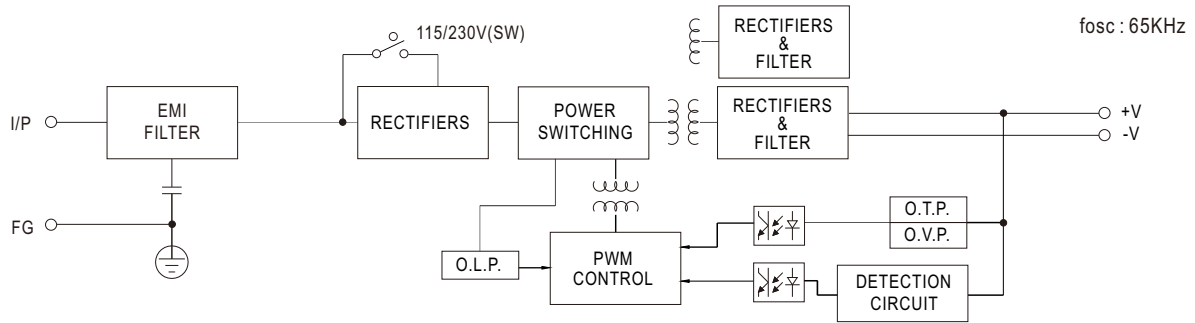 115/230V(SW)
RECTIFIERS
&
FILTER
fosc : 65KHz
I/P
EMI
FILTER
RECTIFIERS
POWER
SWITCHING
RECTIFIERS
&
FILTER
+V
-V
FG
O.L.P.
PWM
CONTROL
O.T.P.
O.V.P.
DETECTION
CIRCUIT